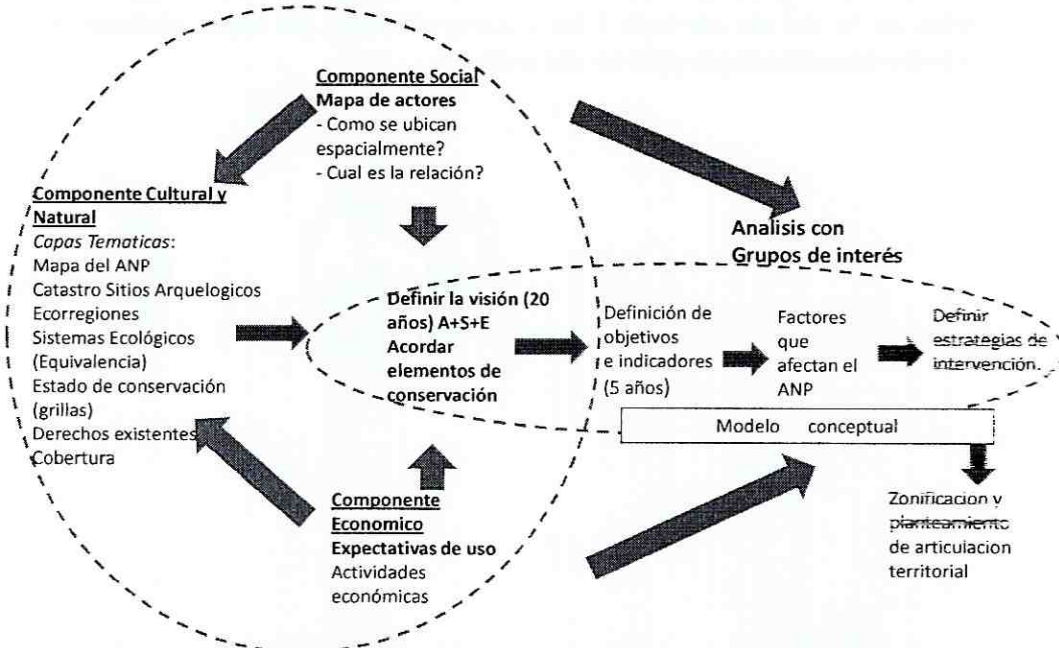 Componente Social
Mapa de actores
- Como se ubican
espacialmente?
- Cual es la relación?
Componente Cultural y
Natural
Capas Tematicas:
Mapa del ANP
Catastro Sitios Arquelogicos
Ecorregiones
Sistemas Ecológicos
(Equivalencia)
Estado de conservación
(grillas)
Derechos existentes
Cobertura
Analisis con
Grupos de interés
Definir la visión (20
años) A+S+E
Acordar
elementos de
conservación
Definición de
objetivos
e indicadores
(5 años)
Factores
que
afectan el
ANP
Definir
estrategias de
intervención.
Modelo conceptual
Componente
Economico
Expectativas de uso
Actividades
económicas
Zonificacion y
planteamiento
de articulacion
territorial